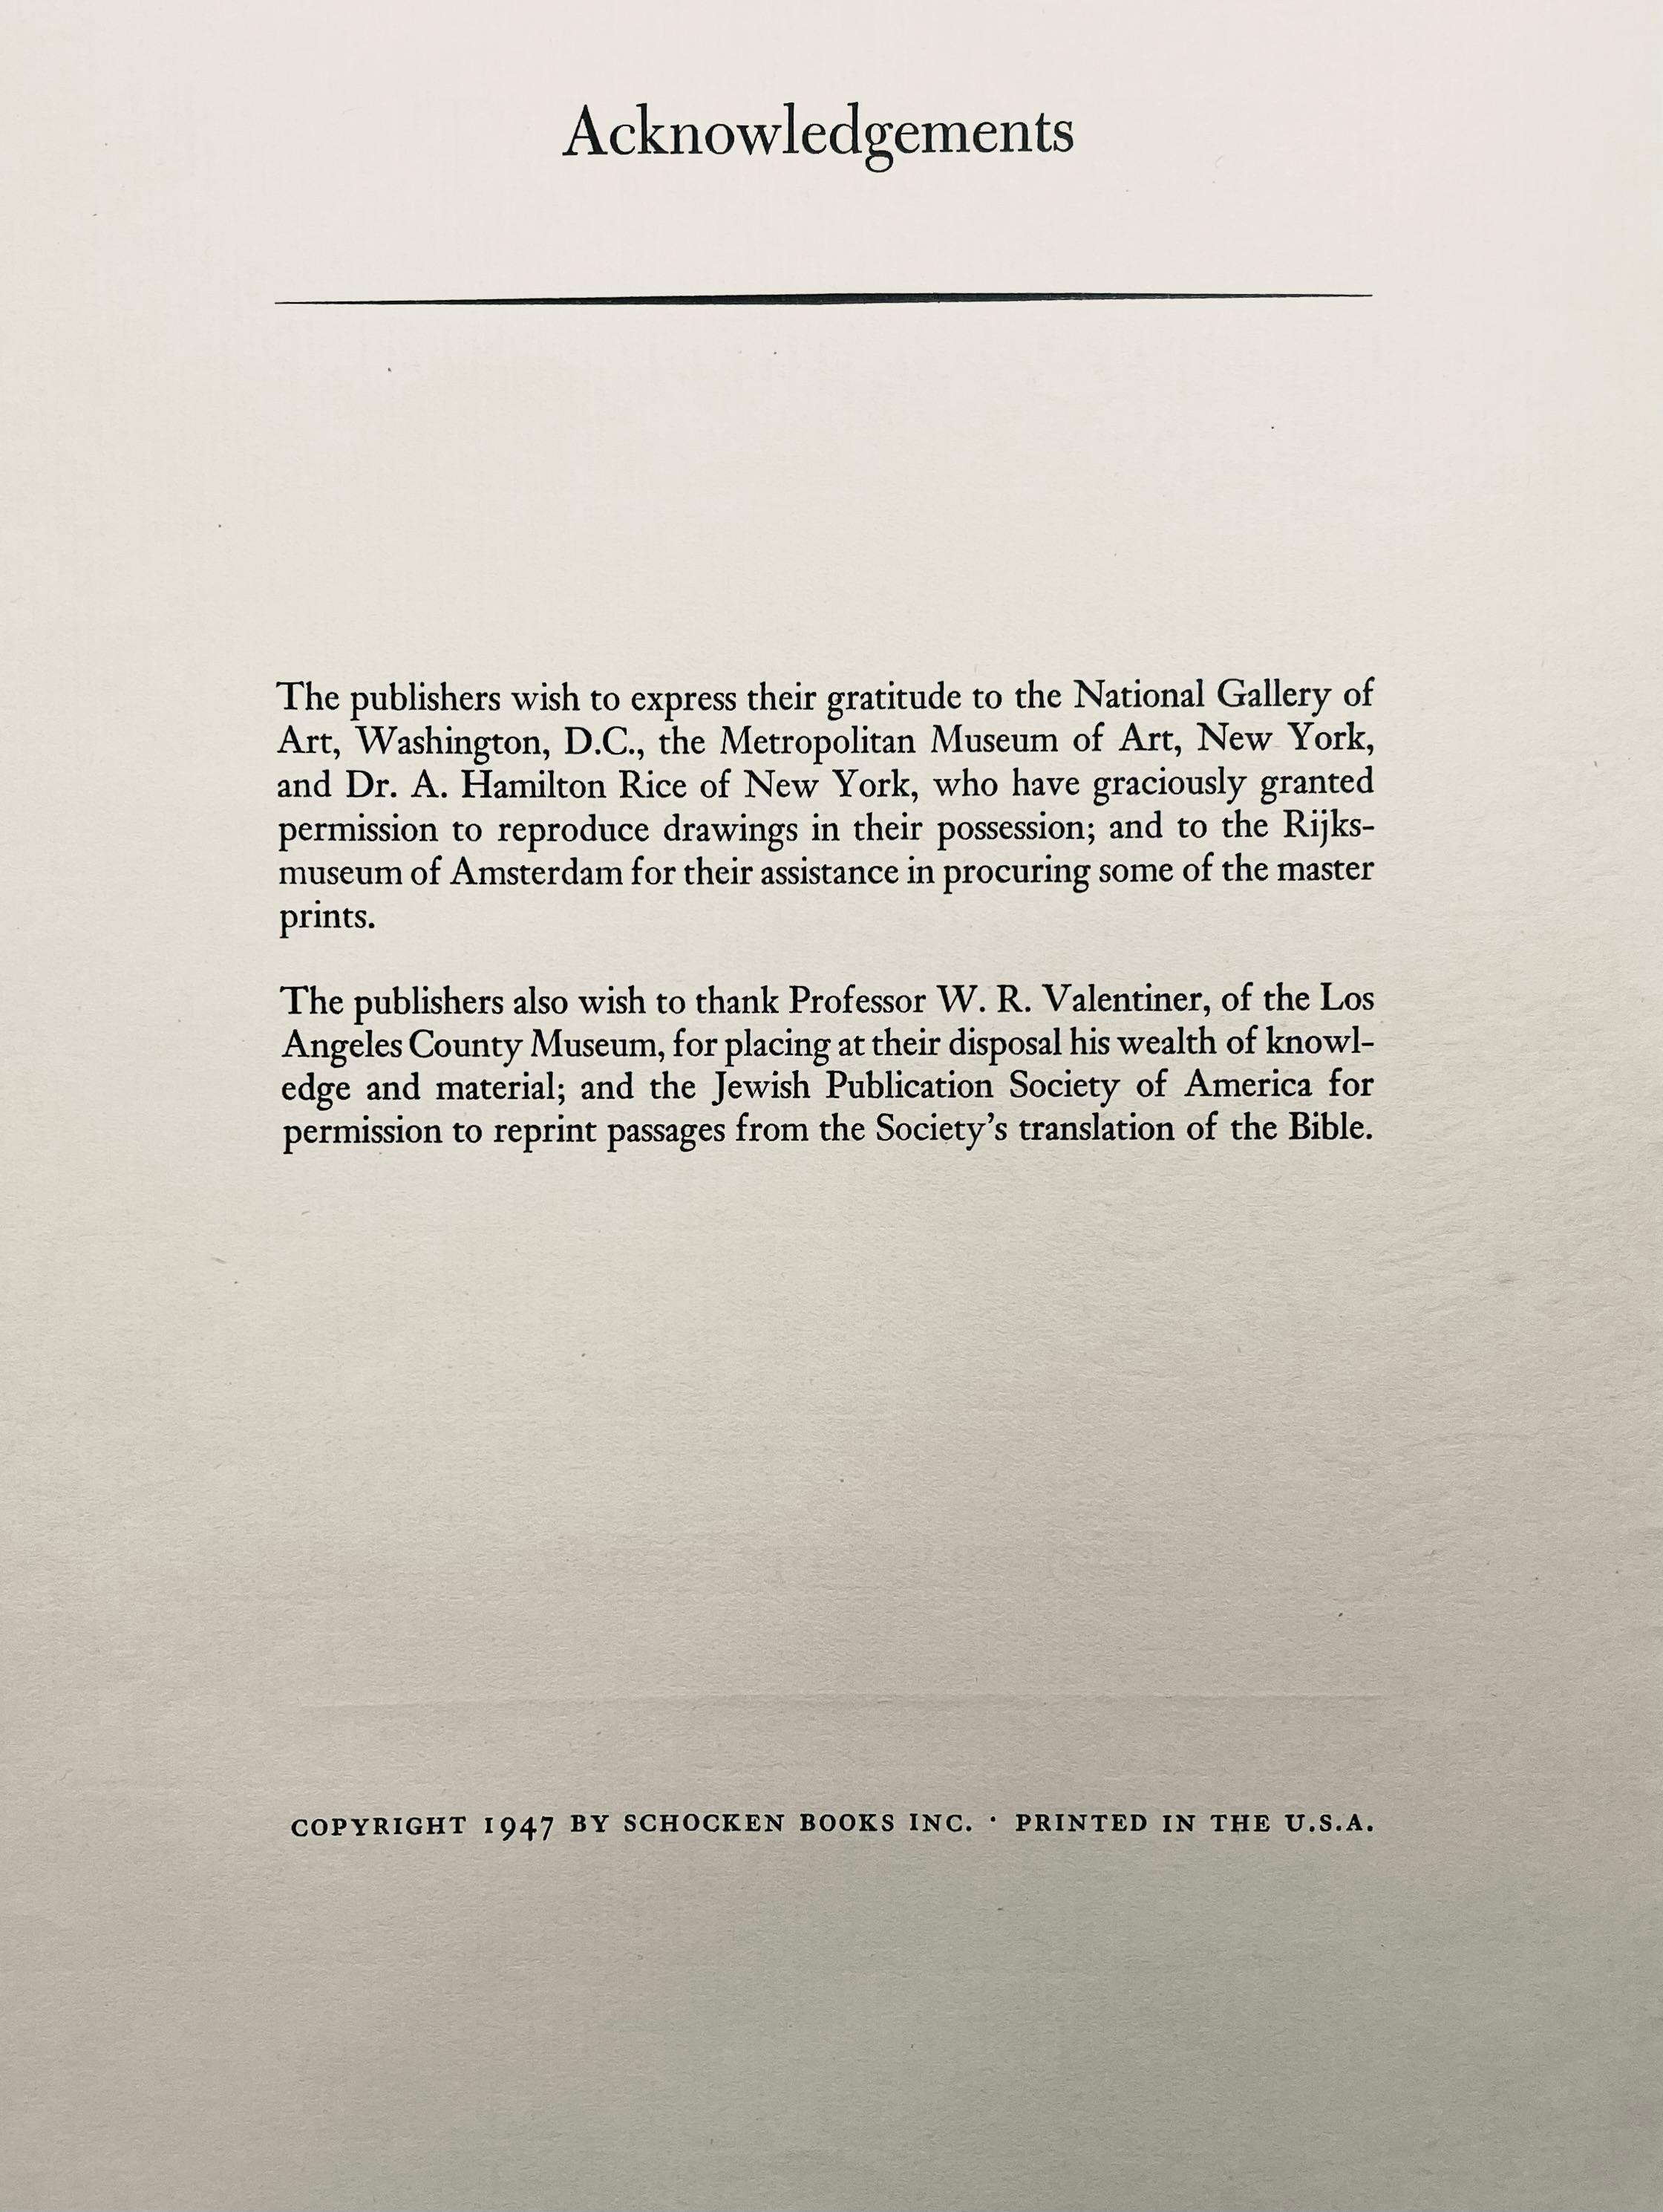 Acknowledgements
The publishers wish to express their gratitude to the National Gallery of
Art, Washington, D.C., the Metropolitan Museum of Art, New York,
and Dr. A. Hamilton Rice of New York, who have graciously granted
permission to reproduce drawings in their possession; and to the Rijks-
museum of Amsterdam for their assistance in procuring some of the master
prints.
The publishers also wish to thank Professor W. R. Valentiner, of the Los
Angeles County Museum, for placing at their disposal his wealth of knowl-
edge and material; and the Jewish Publication Society of America for
permission to reprint passages from the Society's translation of the Bible.
COPYRIGHT 1947 BY SCHOCKEN BOOKS INC. · PRINTED IN THE U.S.A.